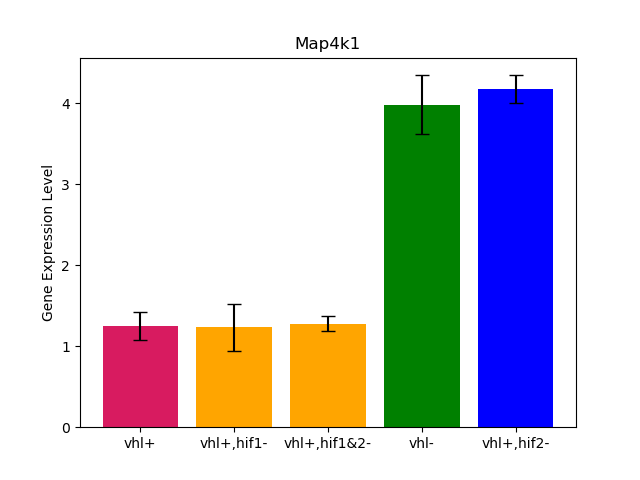 Map4k1
Gene Expression Level
4
3
2
1
0
vhl+
vhl+,hif1-
vhl+,hif1&2-
vhl-
vhl+,hif2-